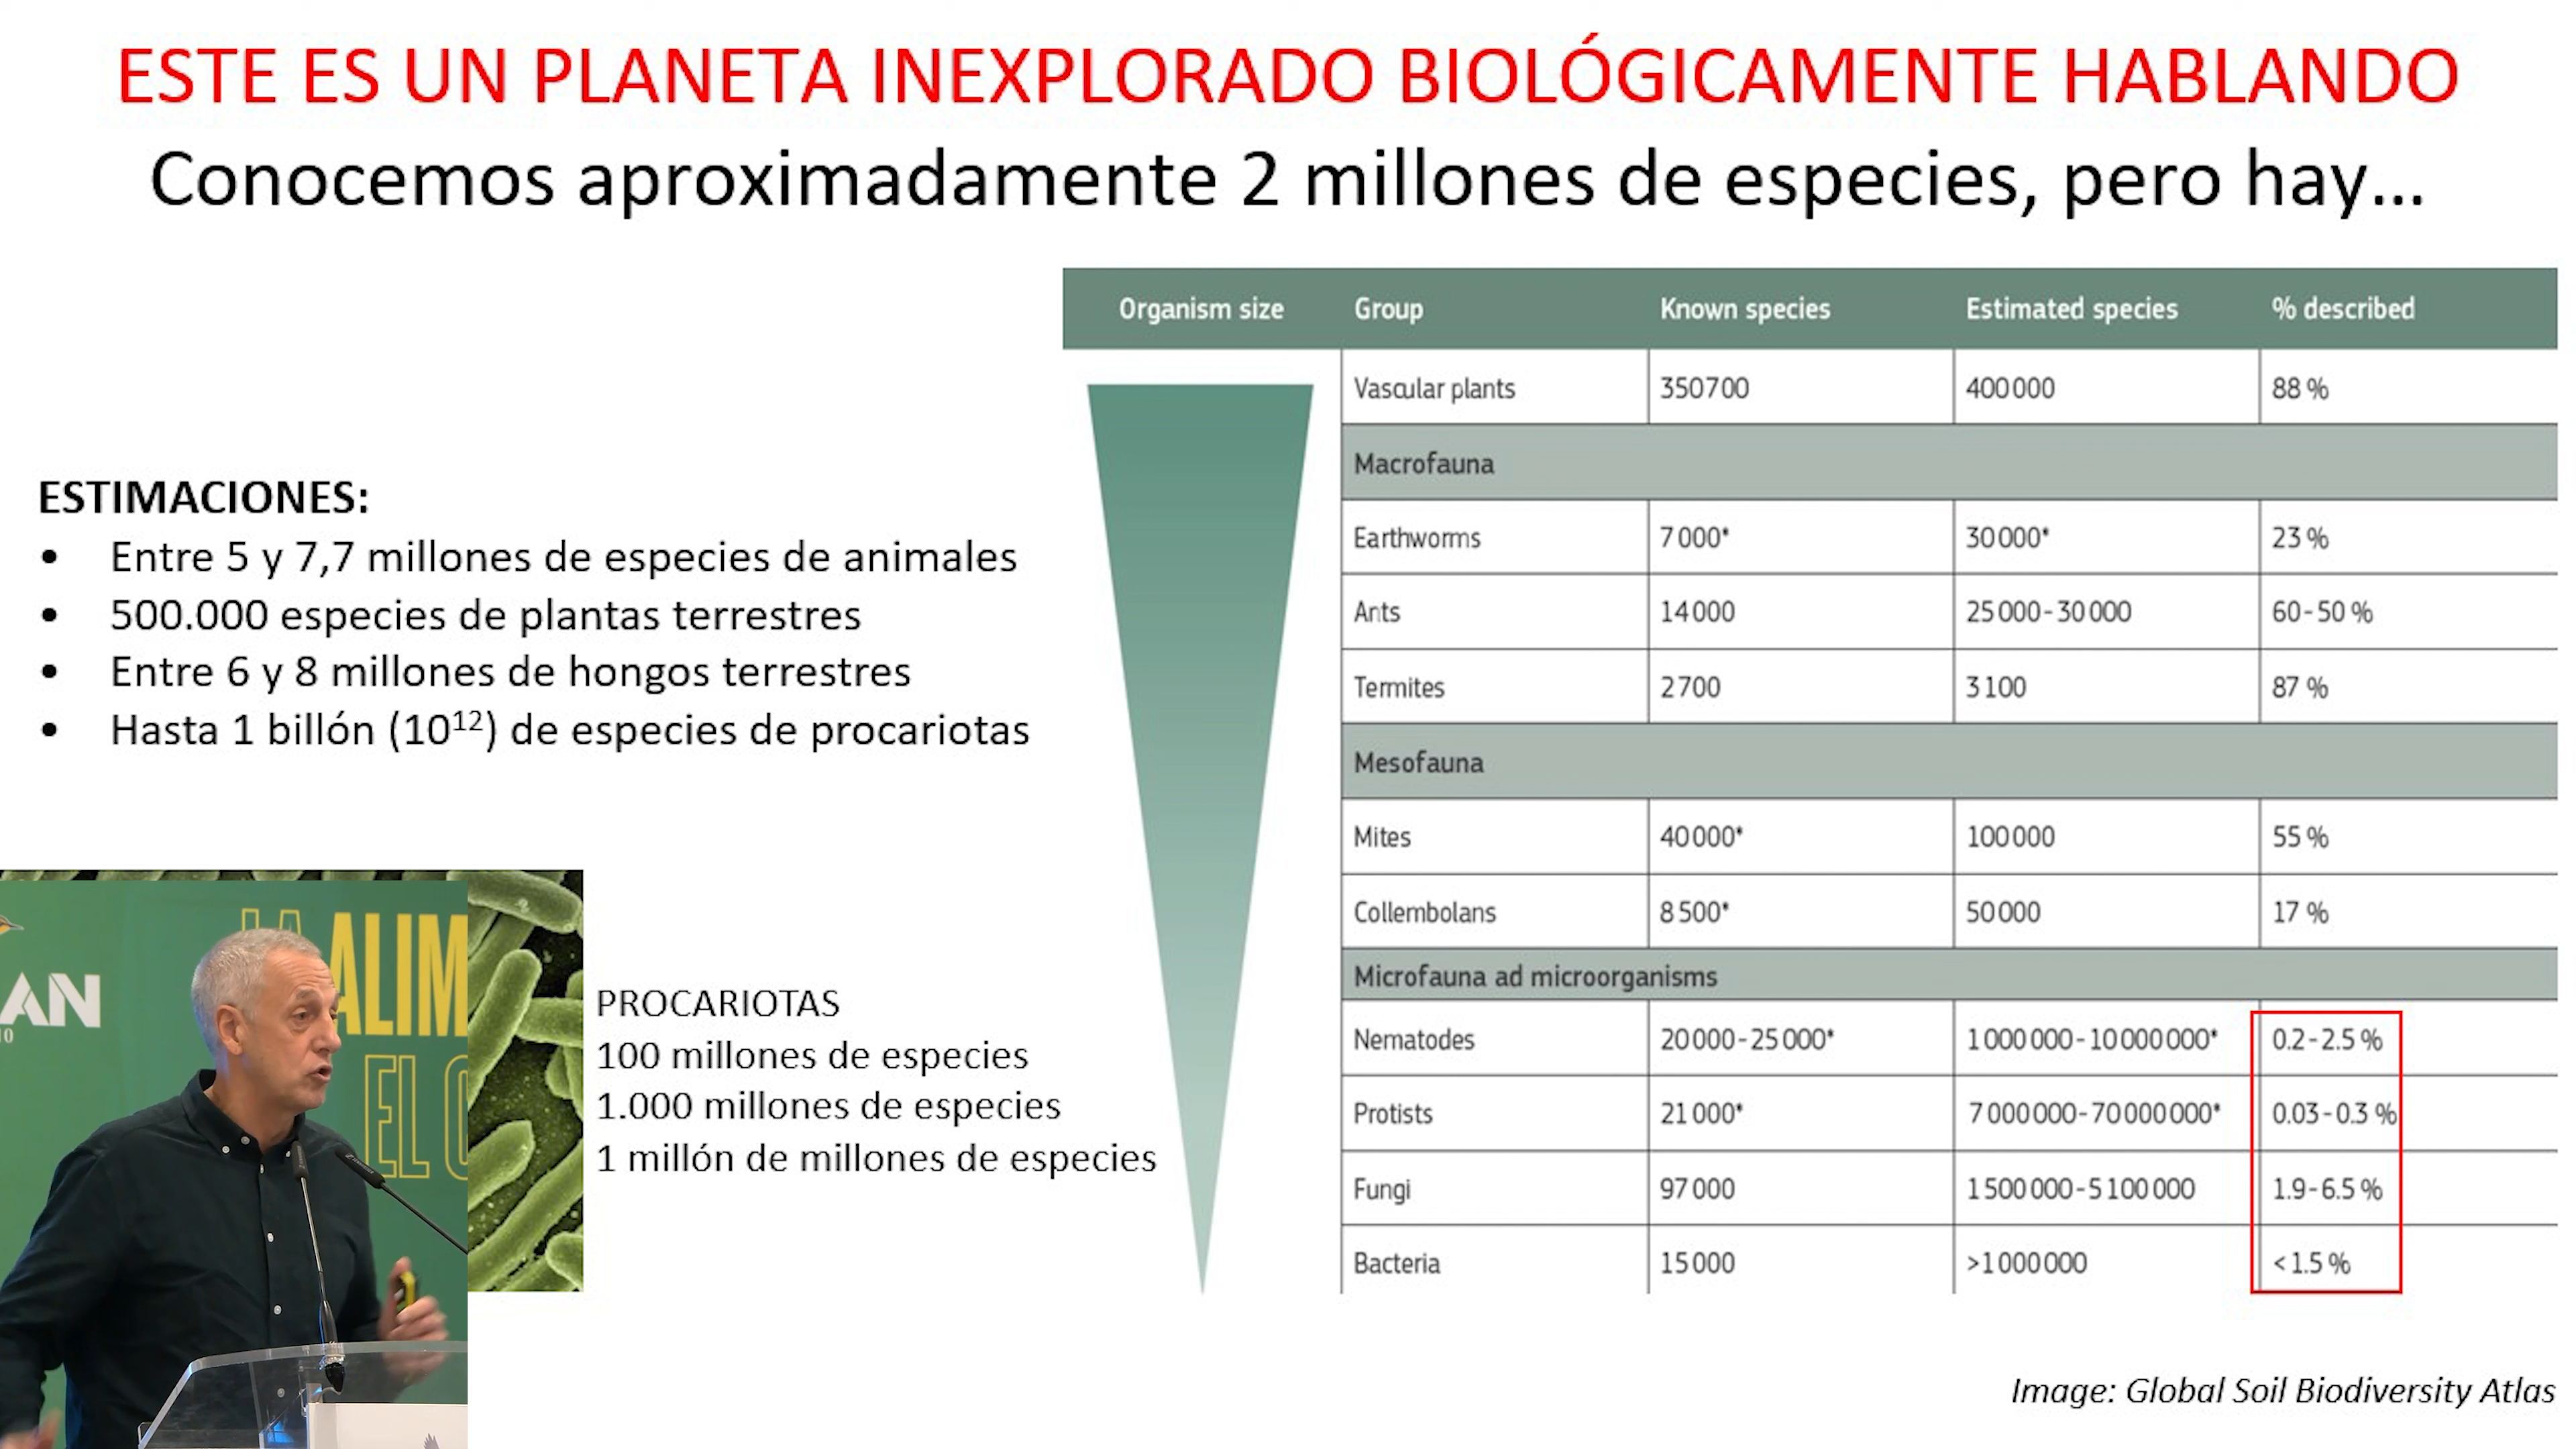 ESTE ES UN PLANETA INEXPLORADO BIOLÓGICAMENTE HABLANDO
Conocemos aproximadamente 2 millones de especies, pero hay...
ESTIMACIONES:
• Entre 5 y 7,7 millones de especies de animales
• 500.000 especies de plantas terrestres
• Entre 6 y 8 millones de hongos terrestres
• Hasta 1 billón (10¹²) de especies de procariotas
PROCARIOTAS
100 millones de especies
1.000 millones de especies
1 millón de millones de especies
Organism size Group Known species Estimated species % described
Vascular plants 350700 400000 88 %
Macrofauna
Earthworms 7000* 30000* 23 %
Ants 14000 25000-30000 60-50 %
Termites 2700 3100 87 %
Mesofauna
Mites 40000* 100000 55 %
Collembolans 8500* 50000 17 %
Microfauna ad microorganisms
Nematodes 20000-25000* 1000000-10000000* 0.2-2.5 %
Protists 21000* 7000000-70000000* 0.03-0.3 %
Fungi 97000 1500000-5100000 1.9-6.5 %
Bacteria 15000 >1000000 <1.5 %
Image: Global Soil Biodiversity Atlas
LA ALIM
EL
AN